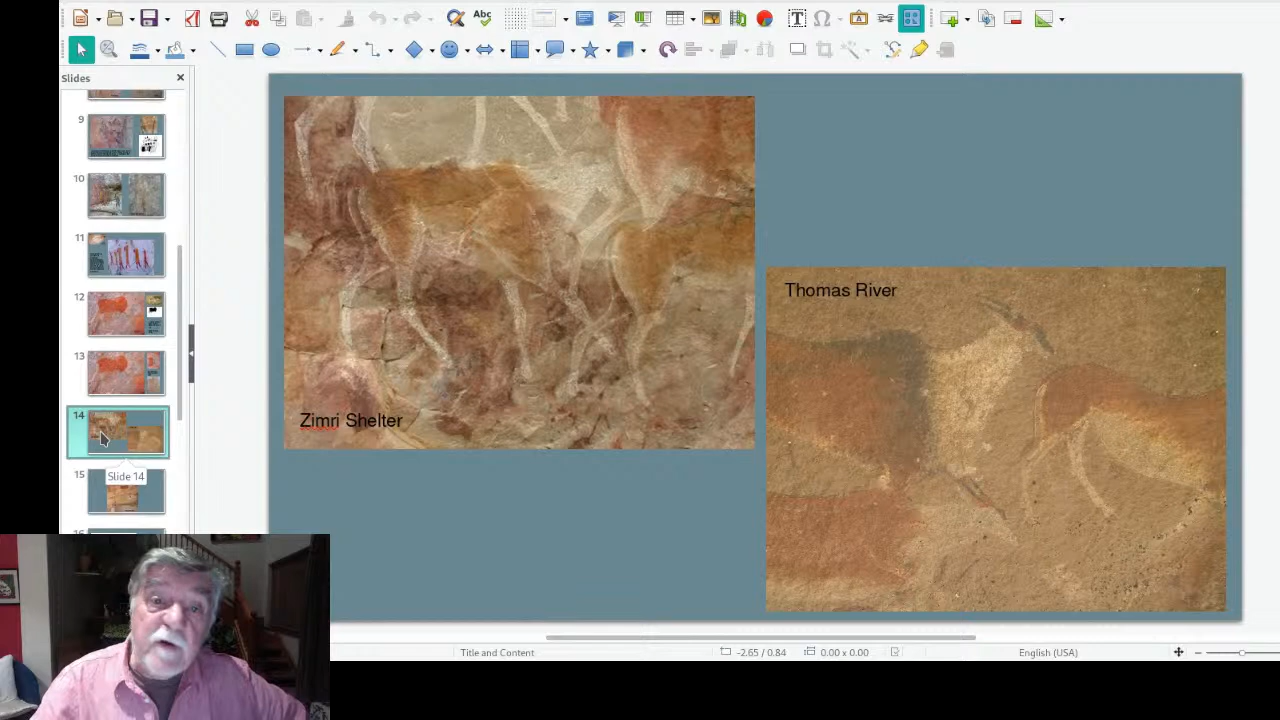 Abc
T
Ω
Slides
9
10
11
12
13
14
Slide 14
15
Zimri Shelter
Thomas River
Title and Content
-2.65 / 0.84
0.00 x 0.00
English (USA)